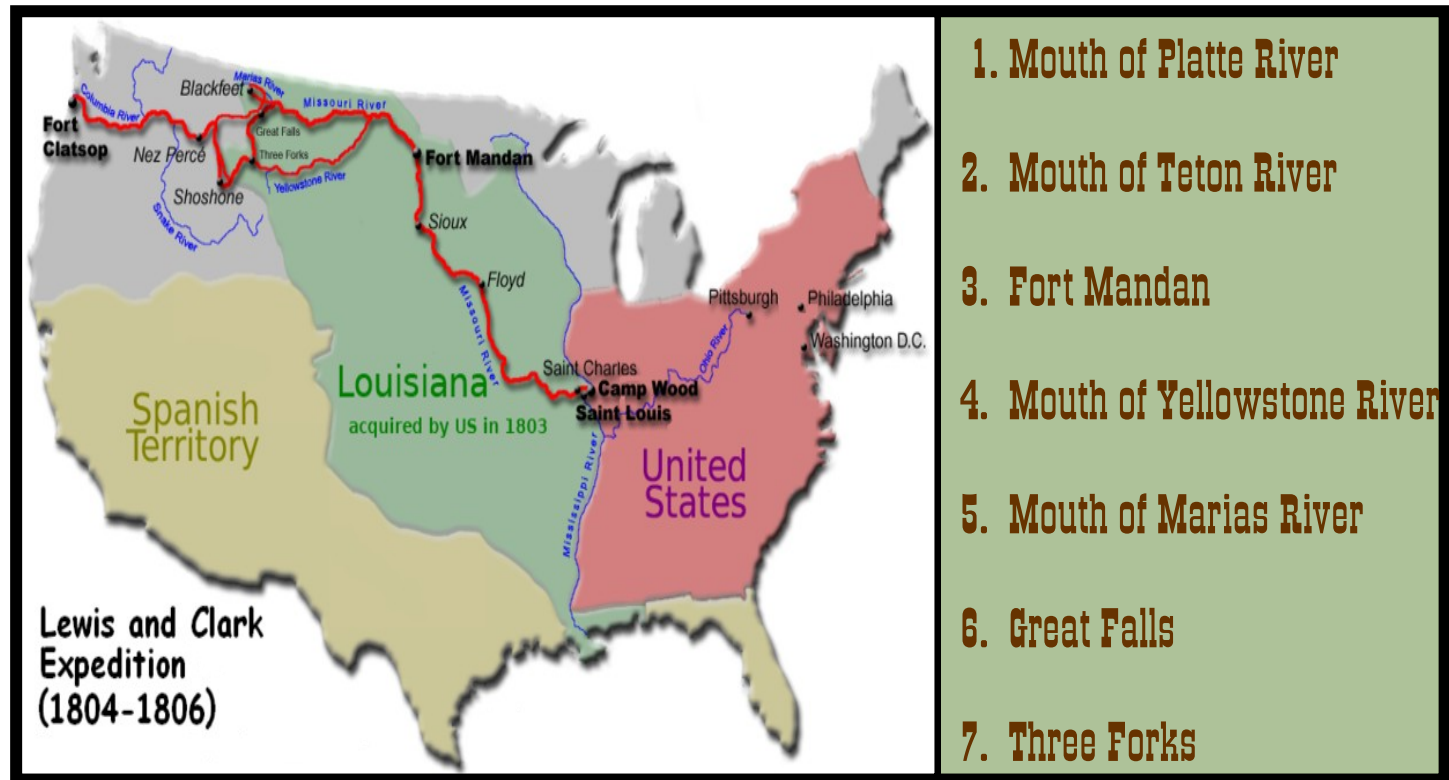 Marias River
Blackfeet
Missouri River
Columbia River
Fort
Clatsop
Great Falls
Nez Percé
Three Forks
Fort Mandan
Yellowstone River
Shoshone
Snake River
Sioux
Floyd
Missouri River
Pittsburgh
Philadelphia
Ohio River
Washington D.C.
Saint Charles
Camp Wood
Saint Louis
Louisiana
acquired by US in 1803
Spanish
Territory
Mississippi River
United
States
Lewis and Clark
Expedition
(1804-1806)
1. Mouth of Platte River
2. Mouth of Teton River
3. Fort Mandan
4. Mouth of Yellowstone River
5. Mouth of Marias River
6. Great Falls
7. Three Forks